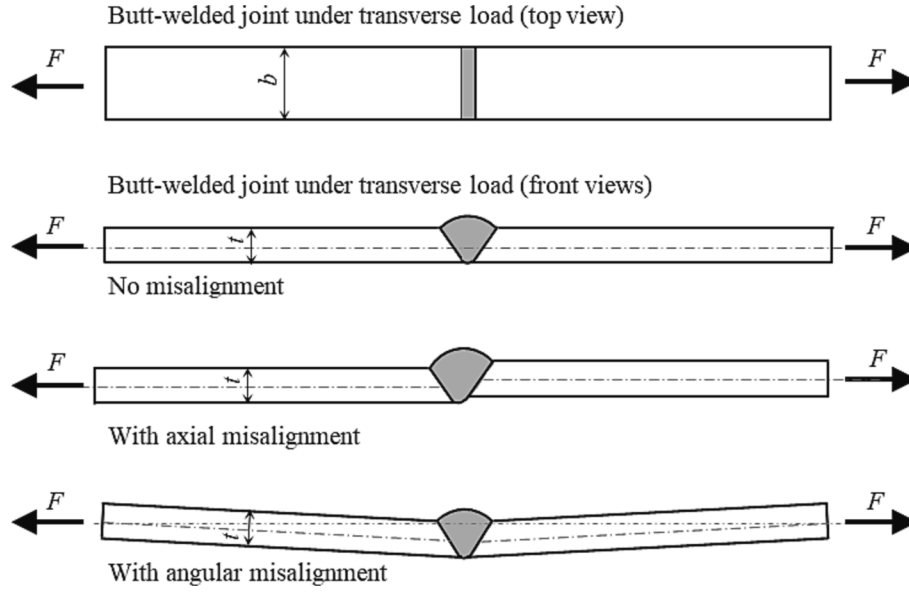 Butt-welded joint under transverse load (top view)
F
b
F
Butt-welded joint under transverse load (front views)
F
t
F
No misalignment
F
t
F
With axial misalignment
F
t
F
With angular misalignment